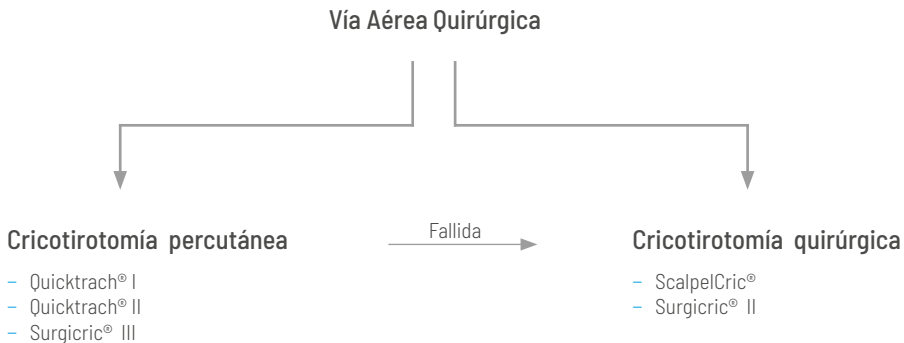 Vía Aérea Quirúrgica
Cricotirotomía percutánea
– Quicktrach® I
– Quicktrach® II
– Surgicric® III
Fallida
Cricotirotomía quirúrgica
– ScalpelCric®
– Surgicric® II